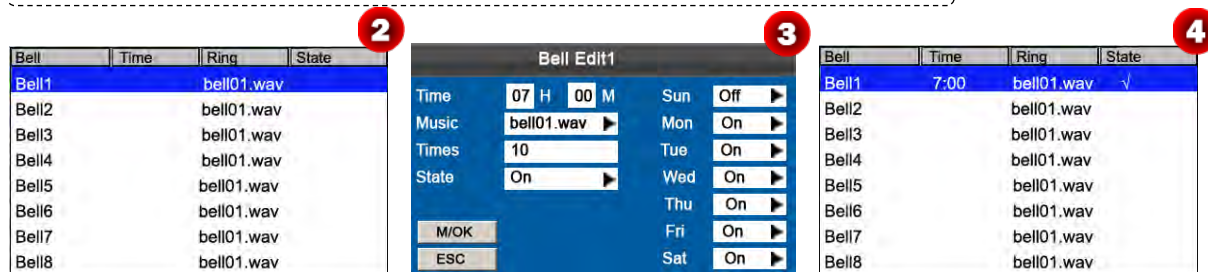 2
Bell Time Ring State
Bell1 bell01.wav
Bell2 bell01.wav
Bell3 bell01.wav
Bell4 bell01.wav
Bell5 bell01.wav
Bell6 bell01.wav
Bell7 bell01.wav
Bell8 bell01.wav
3
Bell Edit1
Time 07 H 00 M Sun Off
Music bell01.wav Mon On
Times 10 Tue On
State On Wed On
Thu On
M/OK Fri On
ESC Sat On
4
Bell Time Ring State
Bell1 7:00 bell01.wav √
Bell2 bell01.wav
Bell3 bell01.wav
Bell4 bell01.wav
Bell5 bell01.wav
Bell6 bell01.wav
Bell7 bell01.wav
Bell8 bell01.wav